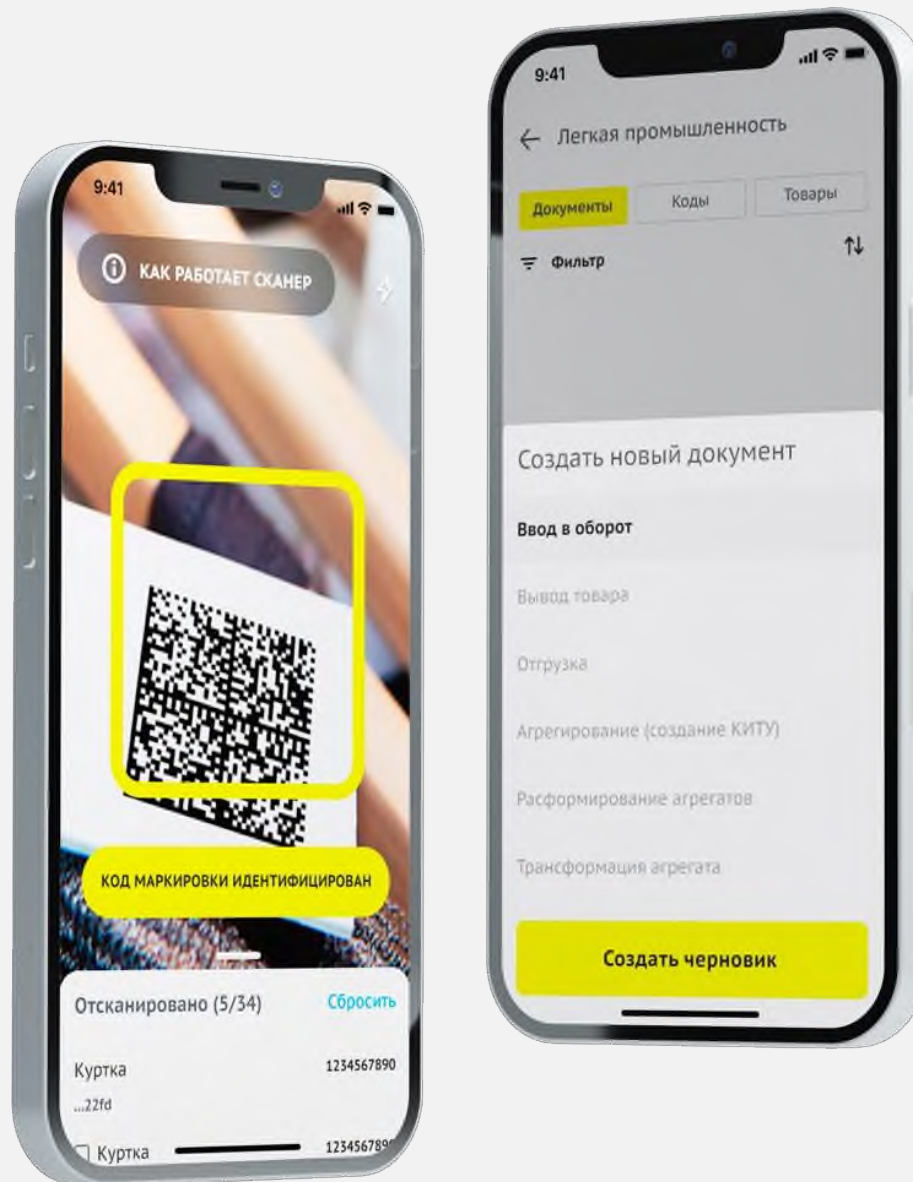 9:41
КАК РАБОТАЕТ СКАНЕР
КОД МАРКИРОВКИ ИДЕНТИФИЦИРОВАН
Отсканировано (5/34) Сбросить
Куртка 1234567890
...22fd
Куртка 1234567890
9:41
← Легкая промышленность
Документы Коды Товары
Фильтр
Создать новый документ
Ввод в оборот
Вывод товара
Отгрузка
Агрегирование (создание КИТУ)
Расформирование агрегатов
Трансформация агрегата
Создать черновик